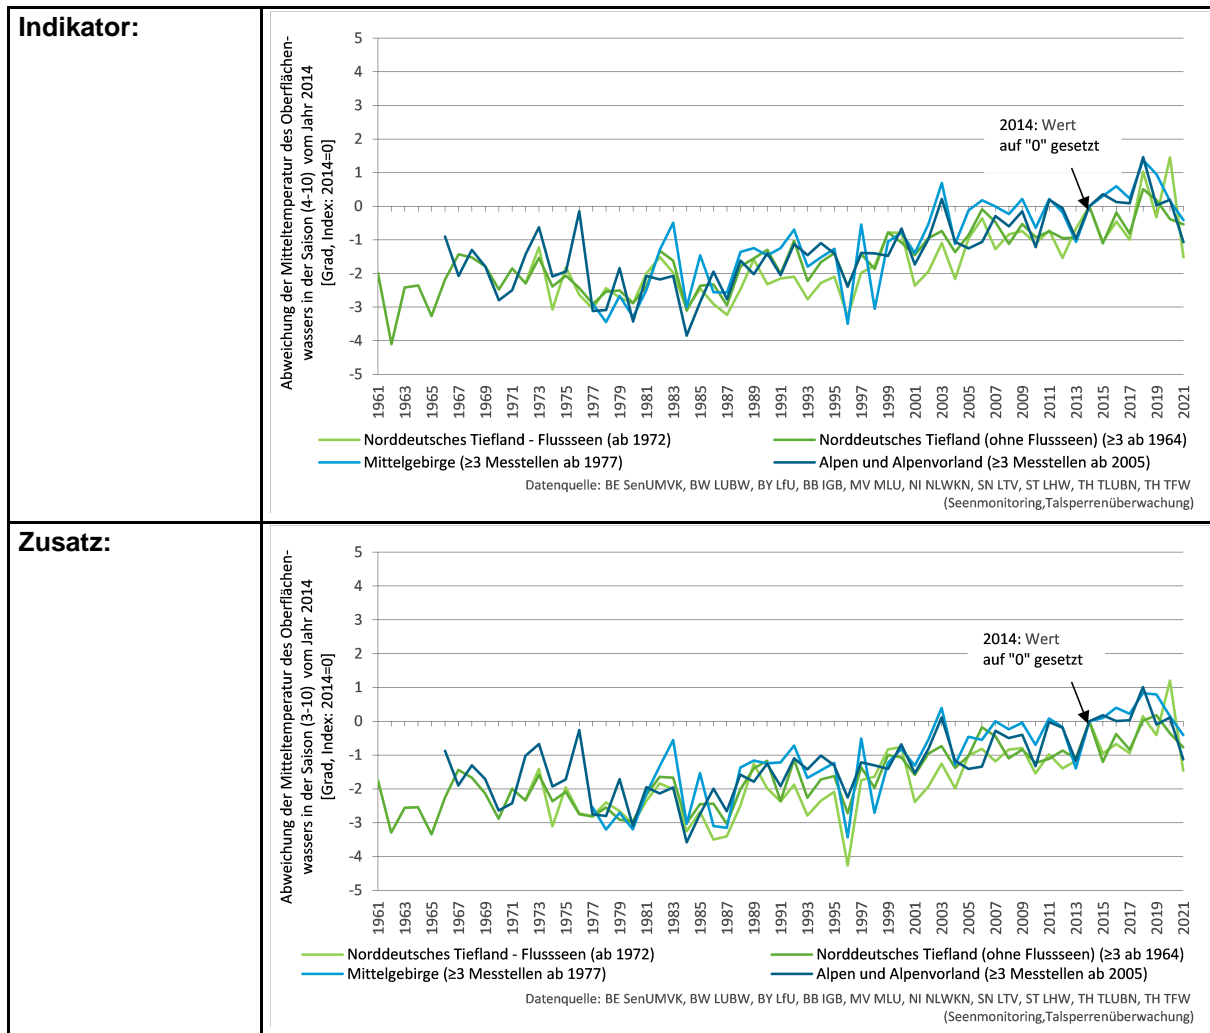 Indikator:
Abweichung der Mitteltemperatur des Oberflächen-
wassers in der Saison (4-10) vom Jahr 2014
[Grad, Index: 2014=0]
5
4
3
2
1
0
-1
-2
-3
-4
-5
2014: Wert
auf "0" gesetzt
1961 1963 1965 1967 1969 1971 1973 1975 1977 1979 1981 1983 1985 1987 1989 1991 1993 1995 1997 1999 2001 2003 2005 2007 2009 2011 2013 2015 2017 2019 2021
Norddeutsches Tiefland - Flussseen (ab 1972) Norddeutsches Tiefland (ohne Flussseen) (≥3 ab 1964)
Mittelgebirge (≥3 Messtellen ab 1977) Alpen und Alpenvorland (≥3 Messtellen ab 2005)
Datenquelle: BE SenUMVK, BW LUBW, BY LfU, BB IGB, MV MLU, NI NLWKN, SN LTV, ST LHW, TH TLUBN, TH TFW
(Seenmonitoring,Talsperrenüberwachung)
Zusatz:
Abweichung der Mitteltemperatur des Oberflächen-
wassers in der Saison (3-10) vom Jahr 2014
[Grad, Index: 2014=0]
5
4
3
2
1
0
-1
-2
-3
-4
-5
2014: Wert
auf "0" gesetzt
1961 1963 1965 1967 1969 1971 1973 1975 1977 1979 1981 1983 1985 1987 1989 1991 1993 1995 1997 1999 2001 2003 2005 2007 2009 2011 2013 2015 2017 2019 2021
Norddeutsches Tiefland - Flussseen (ab 1972) Norddeutsches Tiefland (ohne Flussseen) (≥3 ab 1964)
Mittelgebirge (≥3 Messtellen ab 1977) Alpen und Alpenvorland (≥3 Messtellen ab 2005)
Datenquelle: BE SenUMVK, BW LUBW, BY LfU, BB IGB, MV MLU, NI NLWKN, SN LTV, ST LHW, TH TLUBN, TH TFW
(Seenmonitoring,Talsperrenüberwachung)